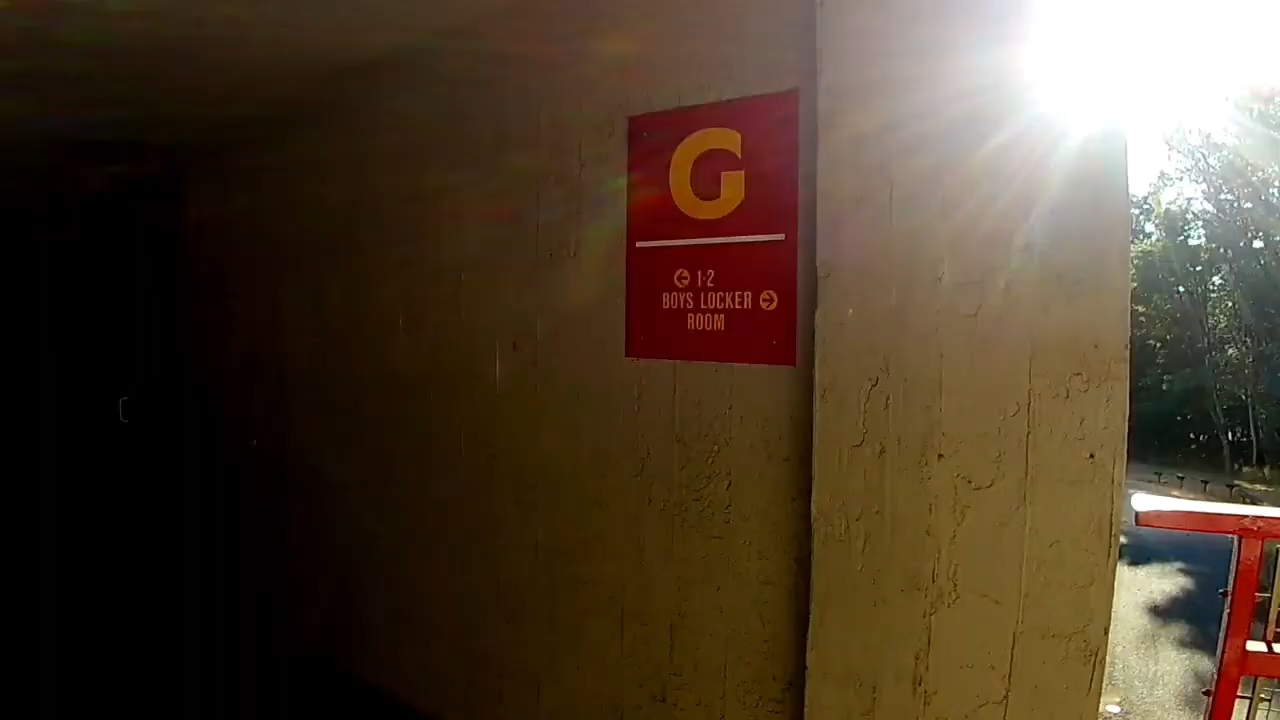 G
← 1-2
BOYS LOCKER →
ROOM